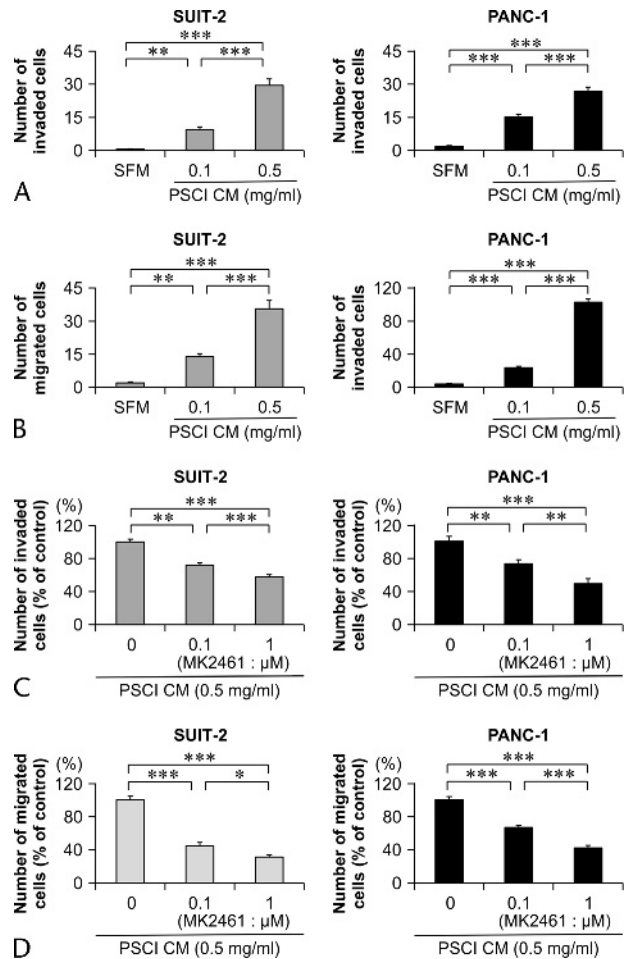 SUIT-2
***
**
***
Number of
invaded cells
45
30
15
0
SFM
0.1
0.5
PSCI CM (mg/ml)
PANC-1
***
***
***
Number of
invaded cells
45
30
15
0
SFM
0.1
0.5
PSCI CM (mg/ml)
A
SUIT-2
***
**
***
Number of
migrated cells
45
30
15
0
SFM
0.1
0.5
PSCI CM (mg/ml)
PANC-1
***
***
***
Number of
invaded cells
120
80
40
0
SFM
0.1
0.5
PSCI CM (mg/ml)
B
SUIT-2
(%)
***
**
***
Number of invaded
cells (% of control)
120
80
40
0
0
0.1
1
(MK2461 : μM)
PSCI CM (0.5 mg/ml)
PANC-1
(%)
***
**
**
Number of invaded
cells (% of control)
120
80
40
0
0
0.1
1
(MK2461 : μM)
PSCI CM (0.5 mg/ml)
C
SUIT-2
(%)
***
***
*
Number of migrated
cells (% of control)
120
80
40
0
0
0.1
1
(MK2461 : μM)
PSCI CM (0.5 mg/ml)
PANC-1
(%)
***
***
***
Number of migrated
cells (% of control)
120
80
40
0
0
0.1
1
(MK2461 : μM)
PSCI CM (0.5 mg/ml)
D